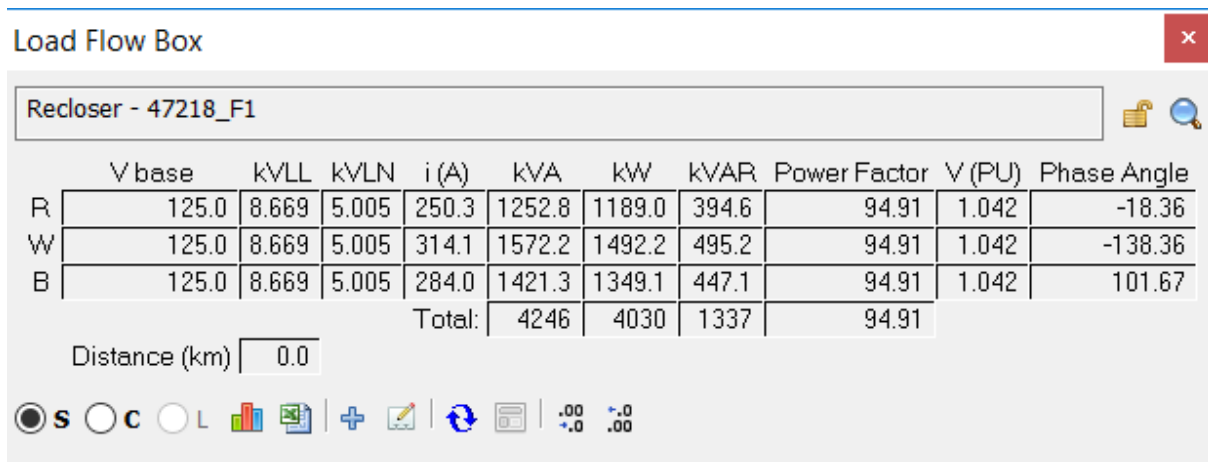 Load Flow Box
Recloser - 47218_F1
V base kVLL kVLN i (A) kVA kW kVAR Power Factor V (PU) Phase Angle
R 125.0 8.669 5.005 250.3 1252.8 1189.0 394.6 94.91 1.042 -18.36
W 125.0 8.669 5.005 314.1 1572.2 1492.2 495.2 94.91 1.042 -138.36
B 125.0 8.669 5.005 284.0 1421.3 1349.1 447.1 94.91 1.042 101.67
Total: 4246 4030 1337 94.91
Distance (km) 0.0
S C L .00 .0 .0 .00